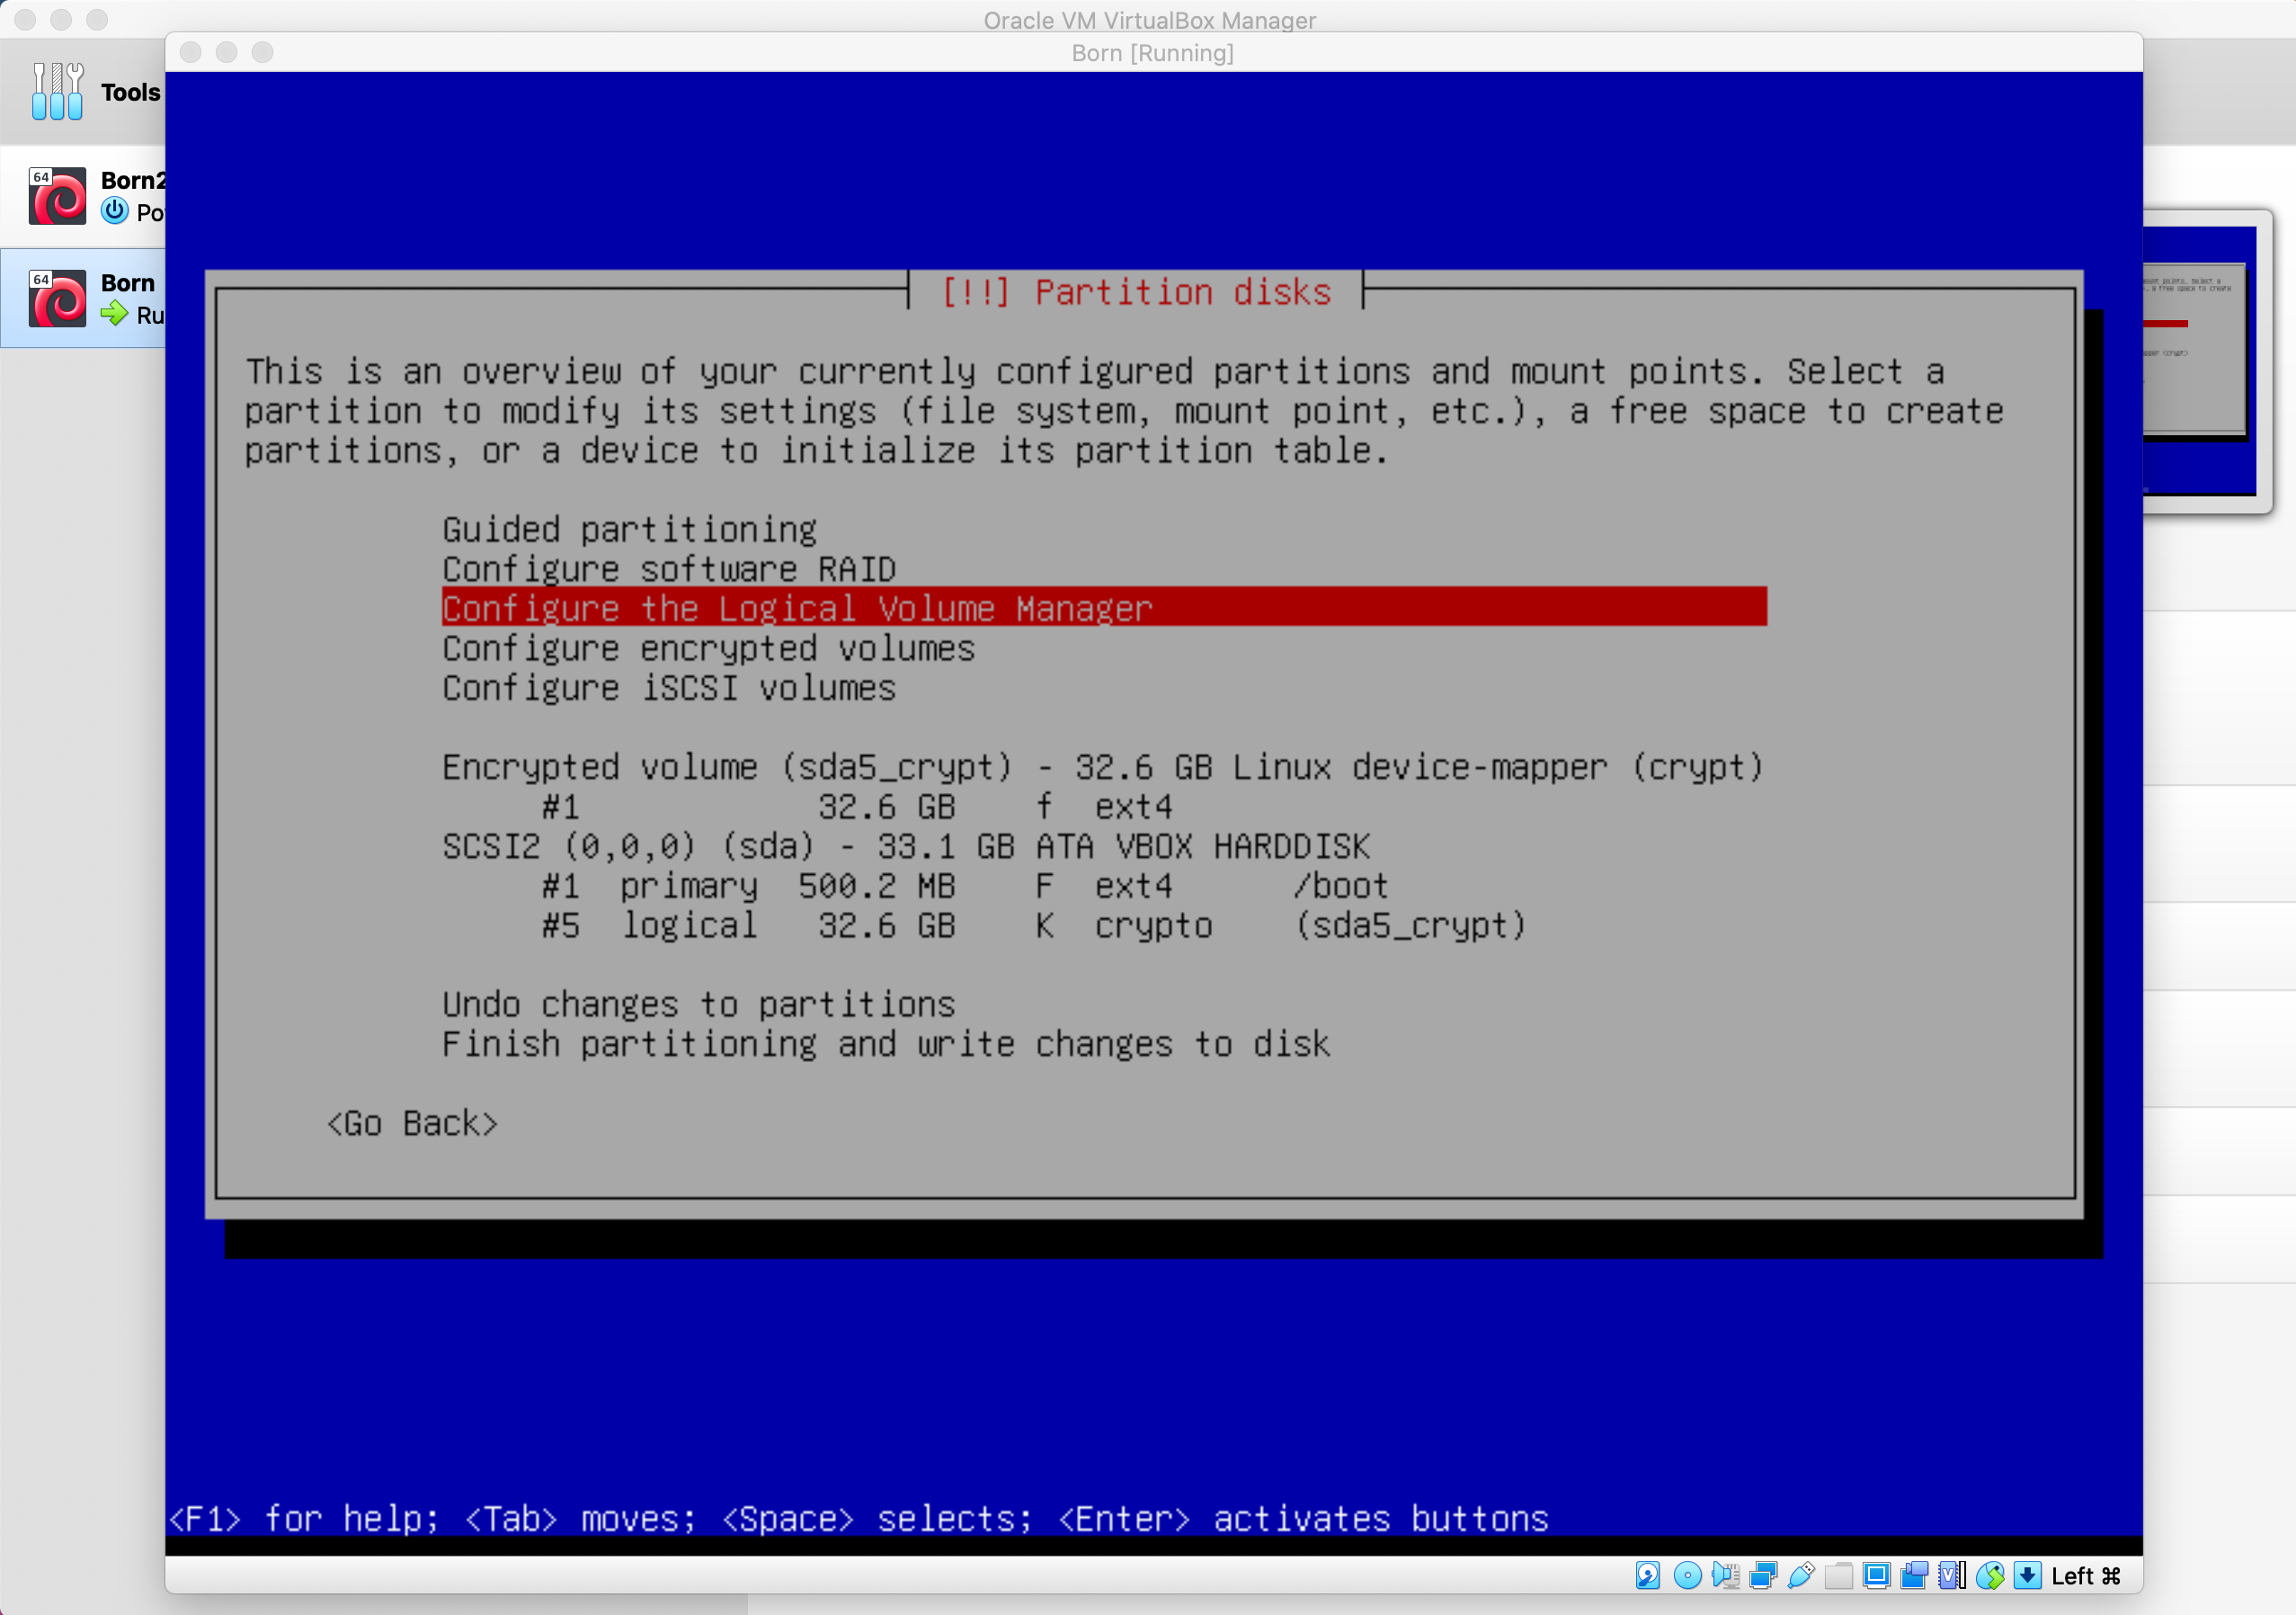 Oracle VM VirtualBox Manager
Born [Running]
Tools
64
Born2
Po
64
Born
Ru
[!!] Partition disks
This is an overview of your currently configured partitions and mount points. Select a
partition to modify its settings (file system, mount point, etc.), a free space to create
partitions, or a device to initialize its partition table.
Guided partitioning
Configure software RAID
Configure the Logical Volume Manager
Configure encrypted volumes
Configure iSCSI volumes
Encrypted volume (sda5_crypt) - 32.6 GB Linux device-mapper (crypt)
#1 32.6 GB f ext4
SCSI2 (0,0,0) (sda) - 33.1 GB ATA VBOX HARDDISK
#1 primary 500.2 MB F ext4 /boot
#5 logical 32.6 GB K crypto (sda5_crypt)
Undo changes to partitions
Finish partitioning and write changes to disk
<Go Back>
<F1> for help; <Tab> moves; <Space> selects; <Enter> activates buttons
Left ⌘